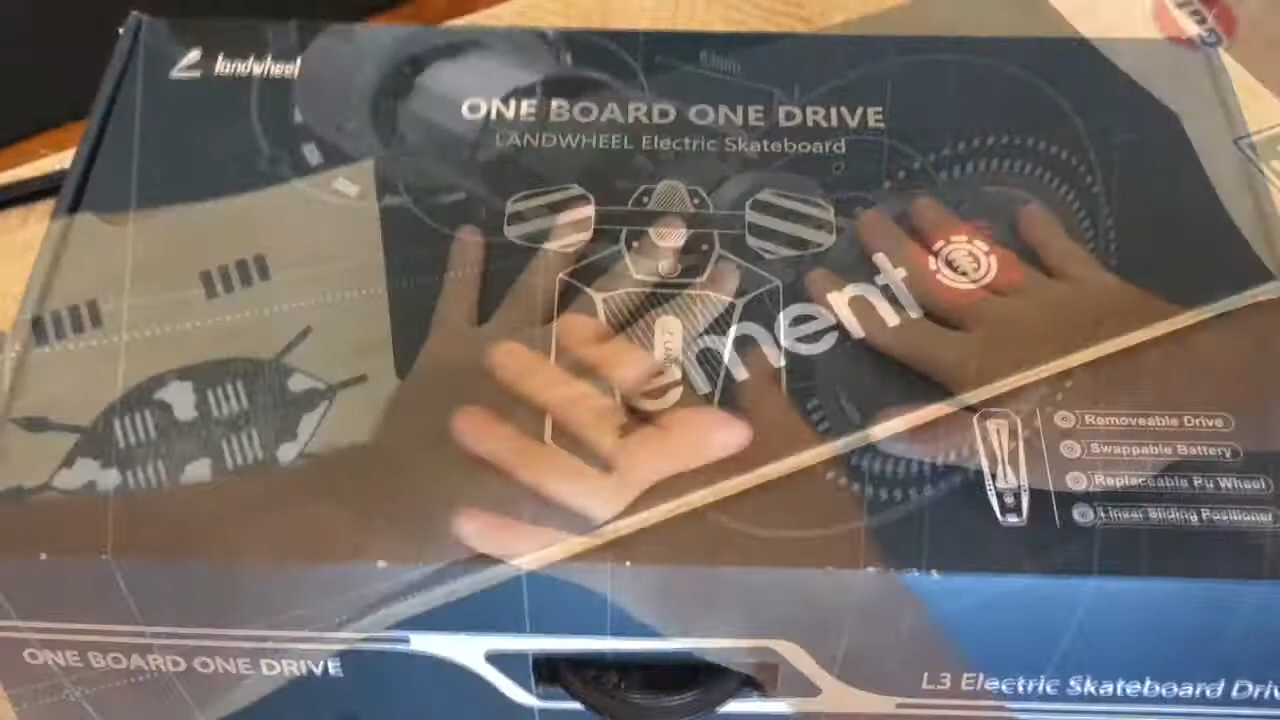 landwheel
ONE BOARD ONE DRIVE
LANDWHEEL Electric Skateboard
ment
Removeable Drive
Swappable Battery
Replaceable Pu Wheel
Linear Sliding Positioner
ONE BOARD ONE DRIVE
L3 Electric Skateboard Driv